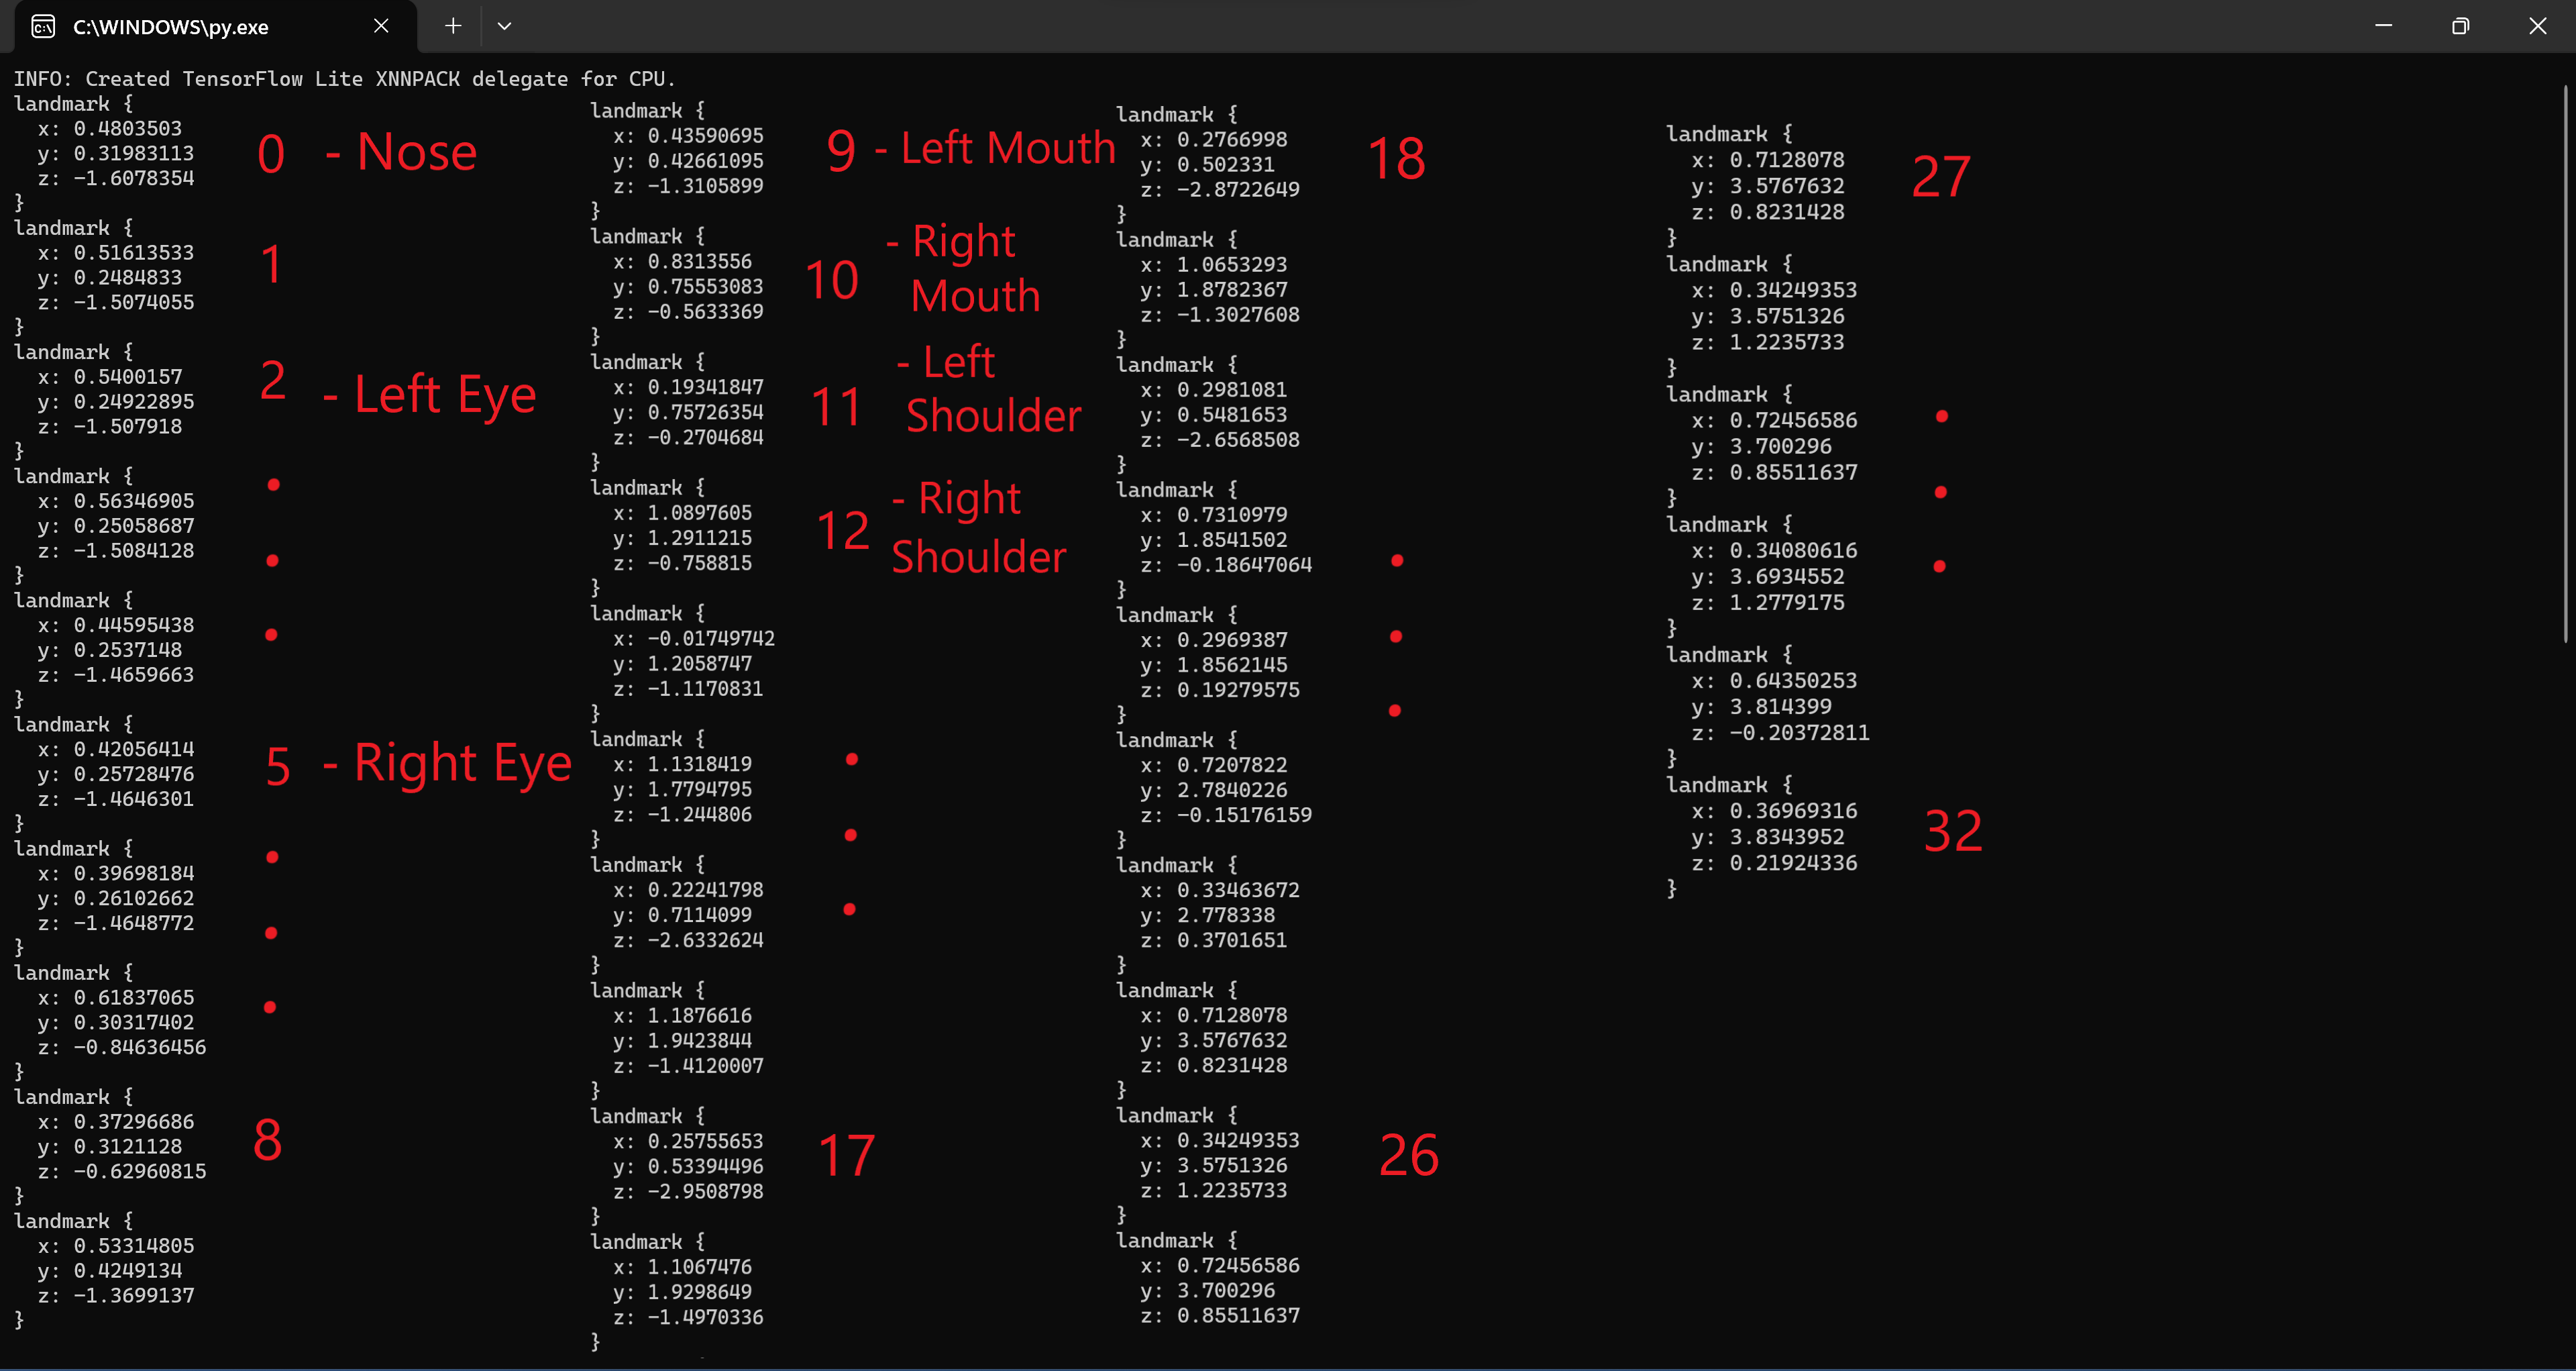 C:\WINDOWS\py.exe
INFO: Created TensorFlow Lite XNNPACK delegate for CPU.
landmark {
x: 0.4803503
y: 0.31983113
z: -1.6078354
}
0 - Nose
landmark {
x: 0.51613533
y: 0.2484833
z: -1.5074055
}
1
landmark {
x: 0.5400157
y: 0.24922895
z: -1.507918
}
2 - Left Eye
landmark {
x: 0.56346905
y: 0.25058687
z: -1.5084128
}
landmark {
x: 0.44595438
y: 0.2537148
z: -1.4659663
}
landmark {
x: 0.42056414
y: 0.25728476
z: -1.4646301
}
5 - Right Eye
landmark {
x: 0.39698184
y: 0.26102662
z: -1.4648772
}
landmark {
x: 0.61837065
y: 0.30317402
z: -0.84636456
}
landmark {
x: 0.37296686
y: 0.3121128
z: -0.62960815
}
8
landmark {
x: 0.53314805
y: 0.4249134
z: -1.3699137
}
landmark {
x: 0.43590695
y: 0.42661095
z: -1.3105899
}
9 - Left Mouth
landmark {
x: 0.8313556
y: 0.75553083
z: -0.5633369
}
10 - Right
Mouth
landmark {
x: 0.19341847
y: 0.75726354
z: -0.2704684
}
11 - Left
Shoulder
landmark {
x: 1.0897605
y: 1.2911215
z: -0.758815
}
12 - Right
Shoulder
landmark {
x: -0.01749742
y: 1.2058747
z: -1.1170831
}
landmark {
x: 1.1318419
y: 1.7794795
z: -1.244806
}
landmark {
x: 0.22241798
y: 0.7114099
z: -2.6332624
}
landmark {
x: 1.1876616
y: 1.9423844
z: -1.4120007
}
landmark {
x: 0.25755653
y: 0.53394496
z: -2.9508798
}
17
landmark {
x: 1.1067476
y: 1.9298649
z: -1.4970336
}
landmark {
x: 0.2766998
y: 0.502331
z: -2.8722649
}
18
landmark {
x: 1.0653293
y: 1.8782367
z: -1.3027608
}
landmark {
x: 0.2981081
y: 0.5481653
z: -2.6568508
}
landmark {
x: 0.7310979
y: 1.8541502
z: -0.18647064
}
landmark {
x: 0.2969387
y: 1.8562145
z: 0.19279575
}
landmark {
x: 0.7207822
y: 2.7840226
z: -0.15176159
}
landmark {
x: 0.33463672
y: 2.778338
z: 0.3701651
}
landmark {
x: 0.7128078
y: 3.5767632
z: 0.8231428
}
landmark {
x: 0.34249353
y: 3.5751326
z: 1.2235733
}
26
landmark {
x: 0.72456586
y: 3.700296
z: 0.85511637
landmark {
x: 0.7128078
y: 3.5767632
z: 0.8231428
}
27
landmark {
x: 0.34249353
y: 3.5751326
z: 1.2235733
}
landmark {
x: 0.72456586
y: 3.700296
z: 0.85511637
}
landmark {
x: 0.34080616
y: 3.6934552
z: 1.2779175
}
landmark {
x: 0.64350253
y: 3.814399
z: -0.20372811
}
landmark {
x: 0.36969316
y: 3.8343952
z: 0.21924336
}
32